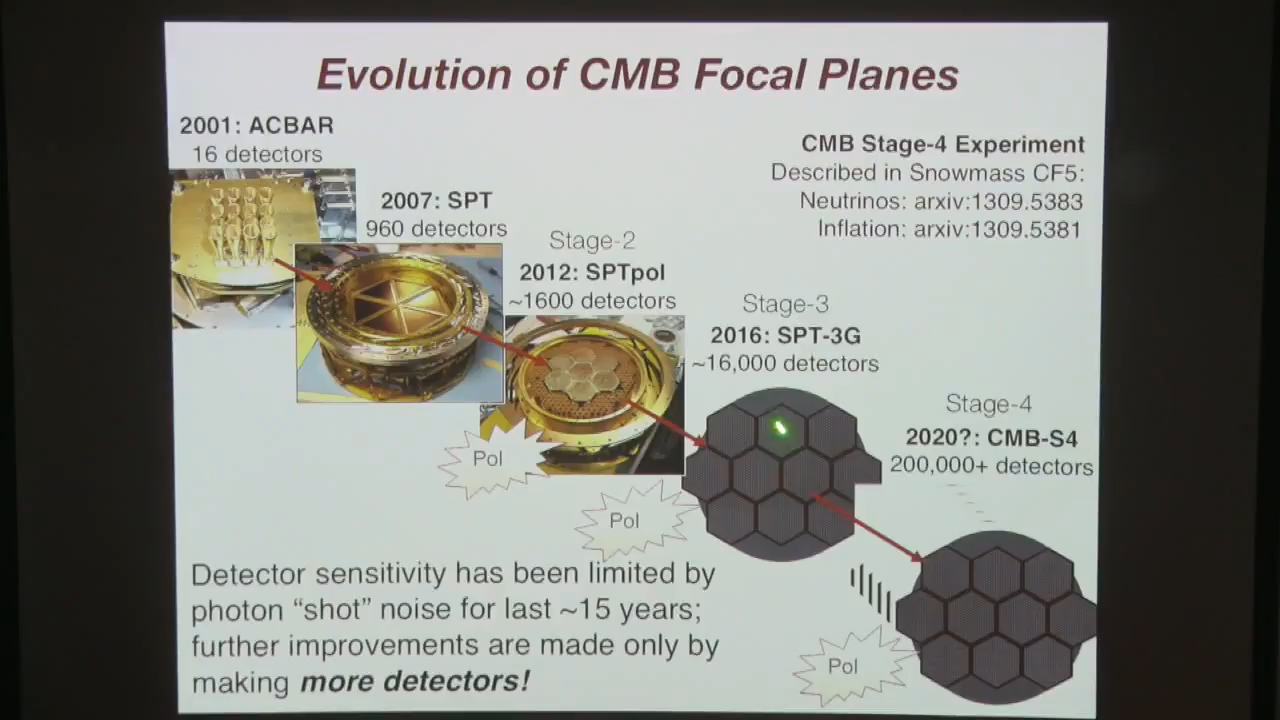 Evolution of CMB Focal Planes
2001: ACBAR
16 detectors
2007: SPT
960 detectors
Stage-2
2012: SPTpol
~1600 detectors
Stage-3
2016: SPT-3G
~16,000 detectors
Stage-4
2020?: CMB-S4
200,000+ detectors
CMB Stage-4 Experiment
Described in Snowmass CF5:
Neutrinos: arxiv:1309.5383
Inflation: arxiv:1309.5381
Pol
Pol
Pol
Detector sensitivity has been limited by
photon “shot” noise for last ~15 years;
further improvements are made only by
making more detectors!